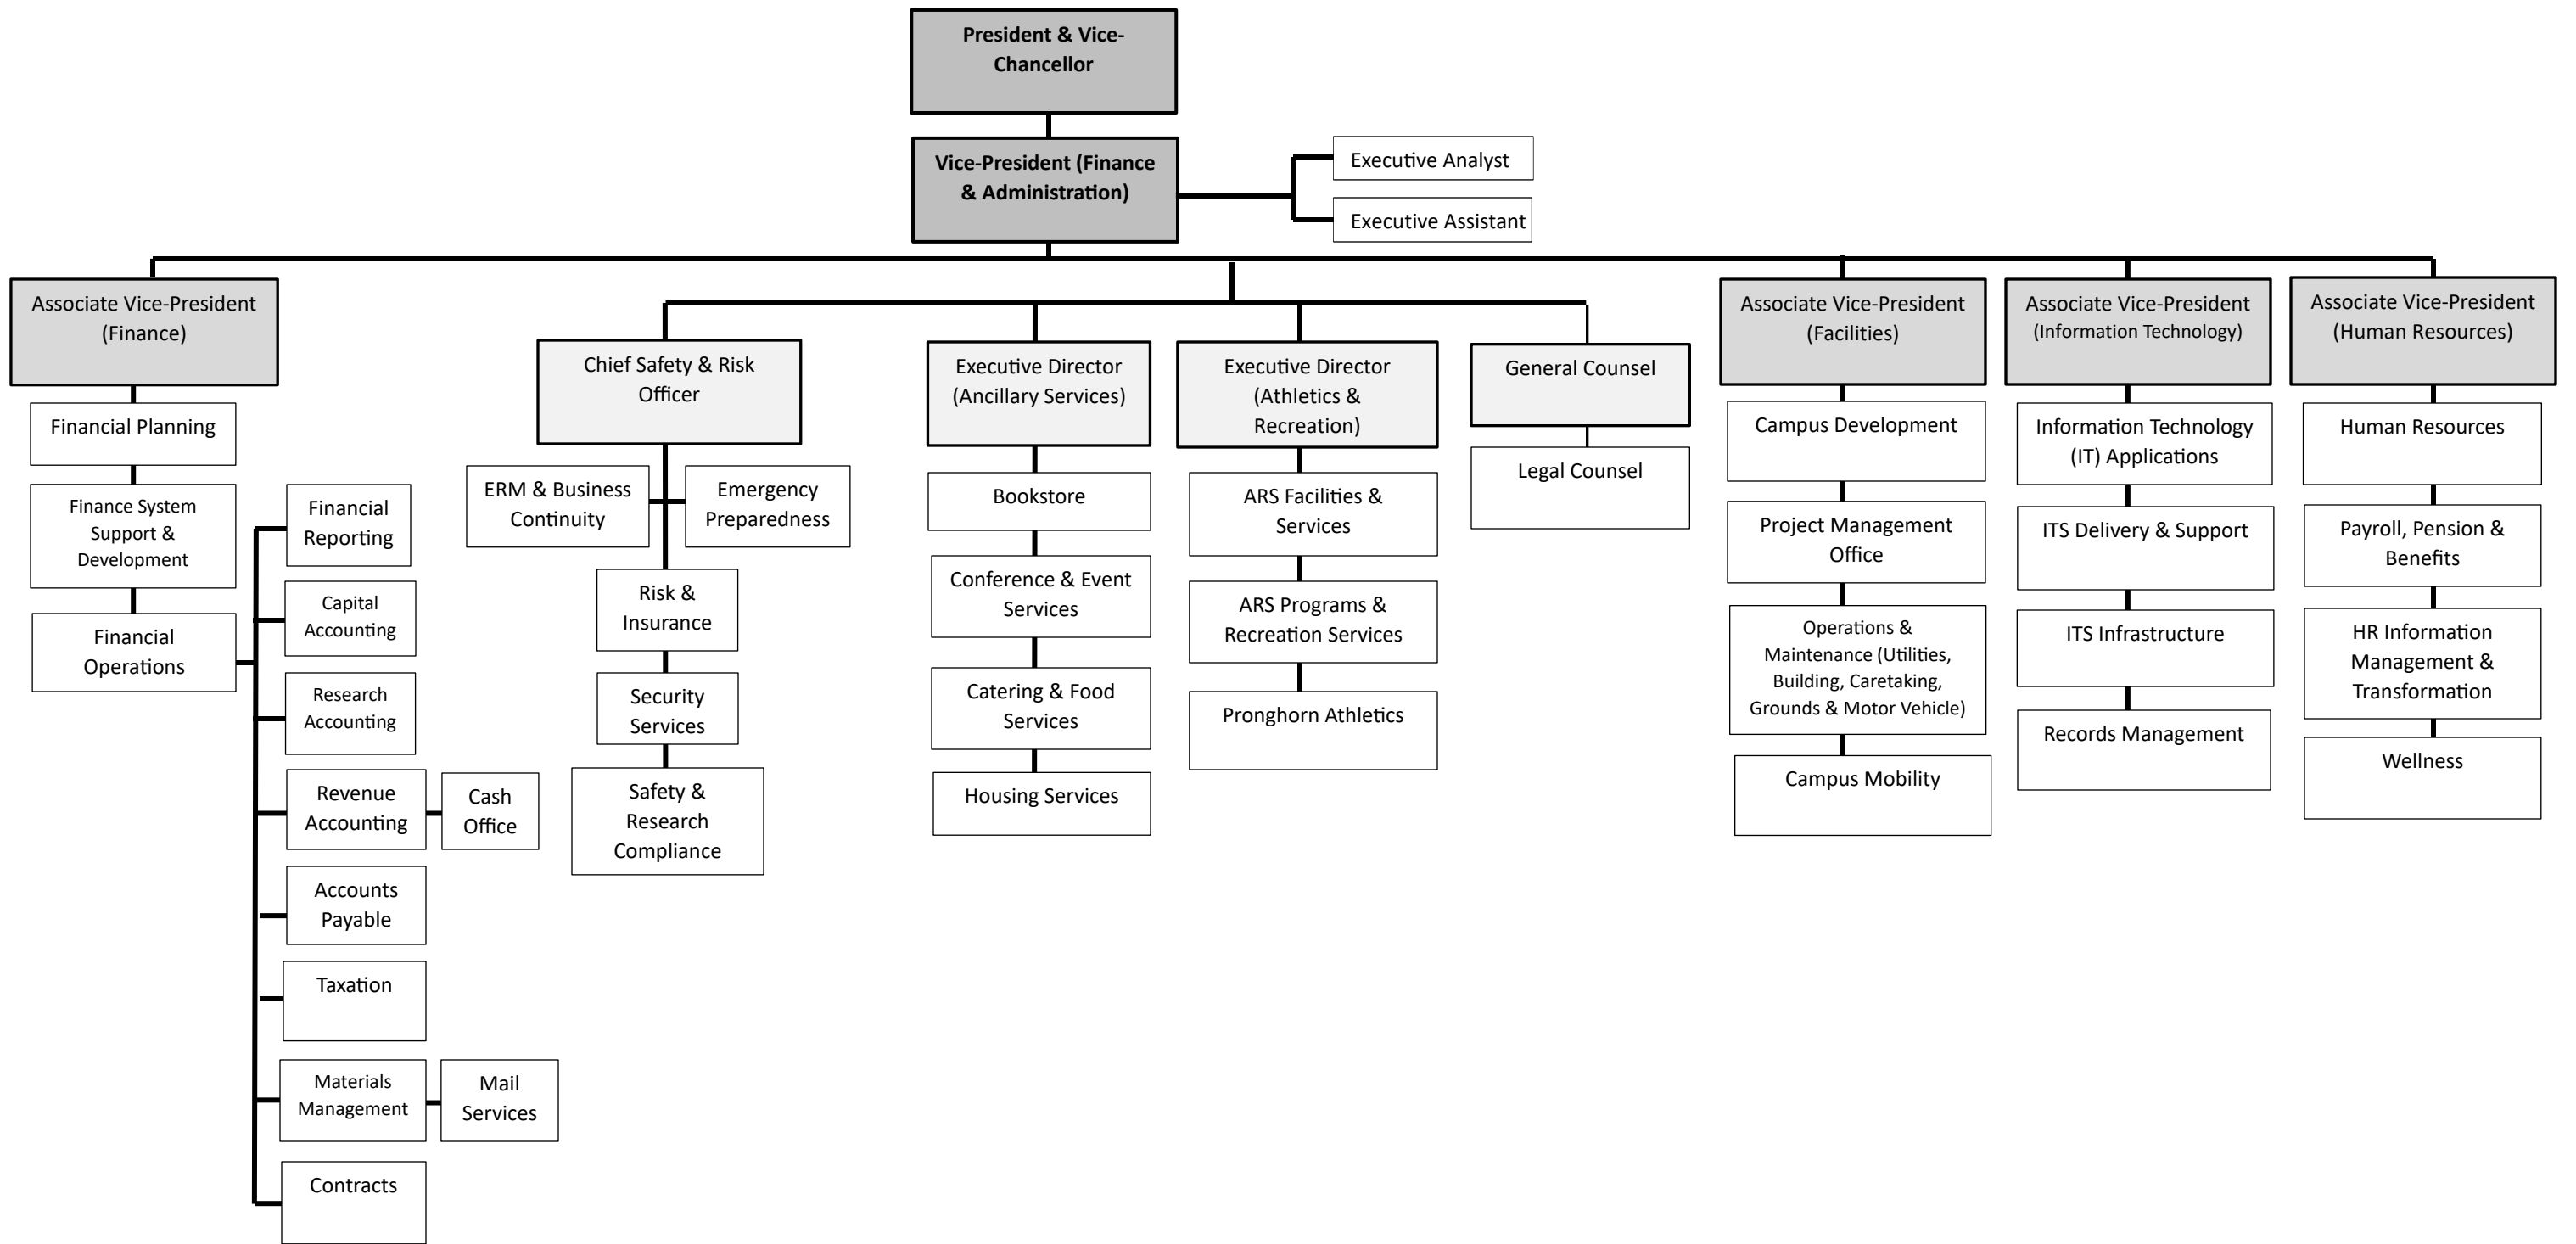 President & Vice-
Chancellor
Vice-President (Finance
& Administration)
Executive Analyst
Executive Assistant
Associate Vice-President
(Finance)
Financial Planning
Finance System
Support &
Development
Financial
Operations
Financial
Reporting
Capital
Accounting
Research
Accounting
Revenue
Accounting
Cash
Office
Accounts
Payable
Taxation
Materials
Management
Mail
Services
Contracts
Chief Safety & Risk
Officer
ERM & Business
Continuity
Emergency
Preparedness
Risk &
Insurance
Security
Services
Safety &
Research
Compliance
Executive Director
(Ancillary Services)
Bookstore
Conference & Event
Services
Catering & Food
Services
Housing Services
Executive Director
(Athletics &
Recreation)
ARS Facilities &
Services
ARS Programs &
Recreation Services
Pronghorn Athletics
General Counsel
Legal Counsel
Associate Vice-President
(Facilities)
Campus Development
Project Management
Office
Operations &
Maintenance (Utilities,
Building, Caretaking,
Grounds & Motor Vehicle)
Campus Mobility
Associate Vice-President
(Information Technology)
Information Technology
(IT) Applications
ITS Delivery & Support
ITS Infrastructure
Records Management
Associate Vice-President
(Human Resources)
Human Resources
Payroll, Pension &
Benefits
HR Information
Management &
Transformation
Wellness